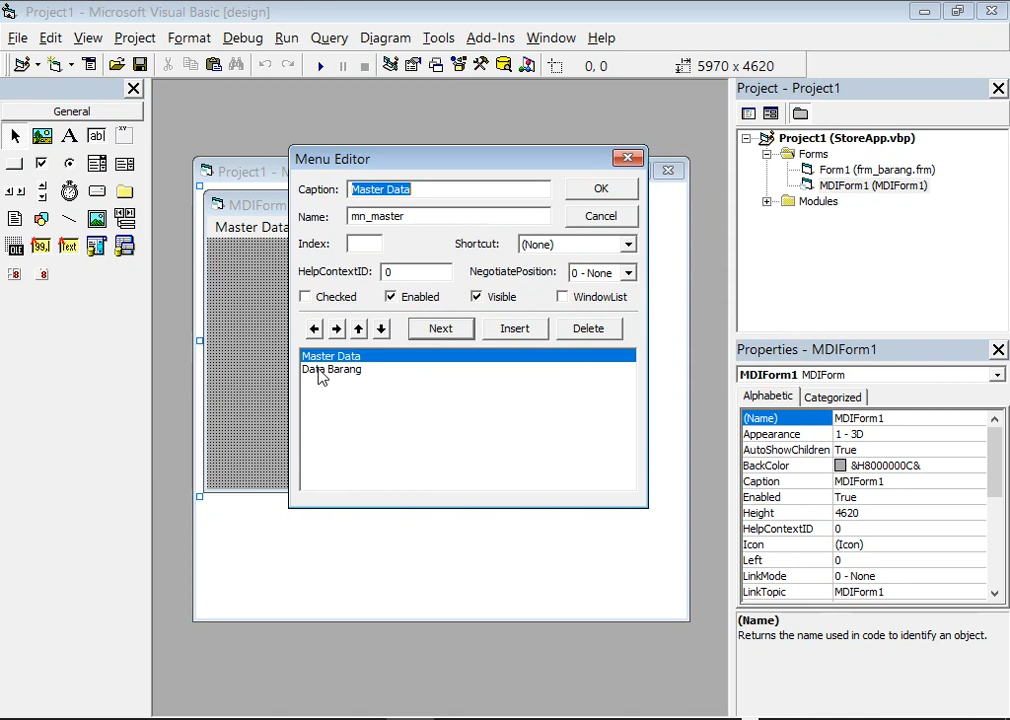 Project1 - Microsoft Visual Basic [design]
File Edit View Project Format Debug Run Query Diagram Tools Add-Ins Window Help
0, 0 5970 x 4620
General
Project - Project1
Project1 (StoreApp.vbp)
Forms
Form1 (frm_barang.frm)
MDIForm1 (MDIForm1)
Modules
Project1 - M
MDIForm
Master Data
Menu Editor
Caption: Master Data OK
Name: mn_master Cancel
Index: Shortcut: (None)
HelpContextID: 0 NegotiatePosition: 0 - None
Checked Enabled Visible WindowList
Next Insert Delete
Master Data
Data Barang
Properties - MDIForm1
MDIForm1 MDIForm
Alphabetic Categorized
(Name) MDIForm1
Appearance 1 - 3D
AutoShowChildren True
BackColor &H8000000C&
Caption MDIForm1
Enabled True
Height 4620
HelpContextID 0
Icon (Icon)
Left 0
LinkMode 0 - None
LinkTopic MDIForm1
(Name)
Returns the name used in code to identify an object.